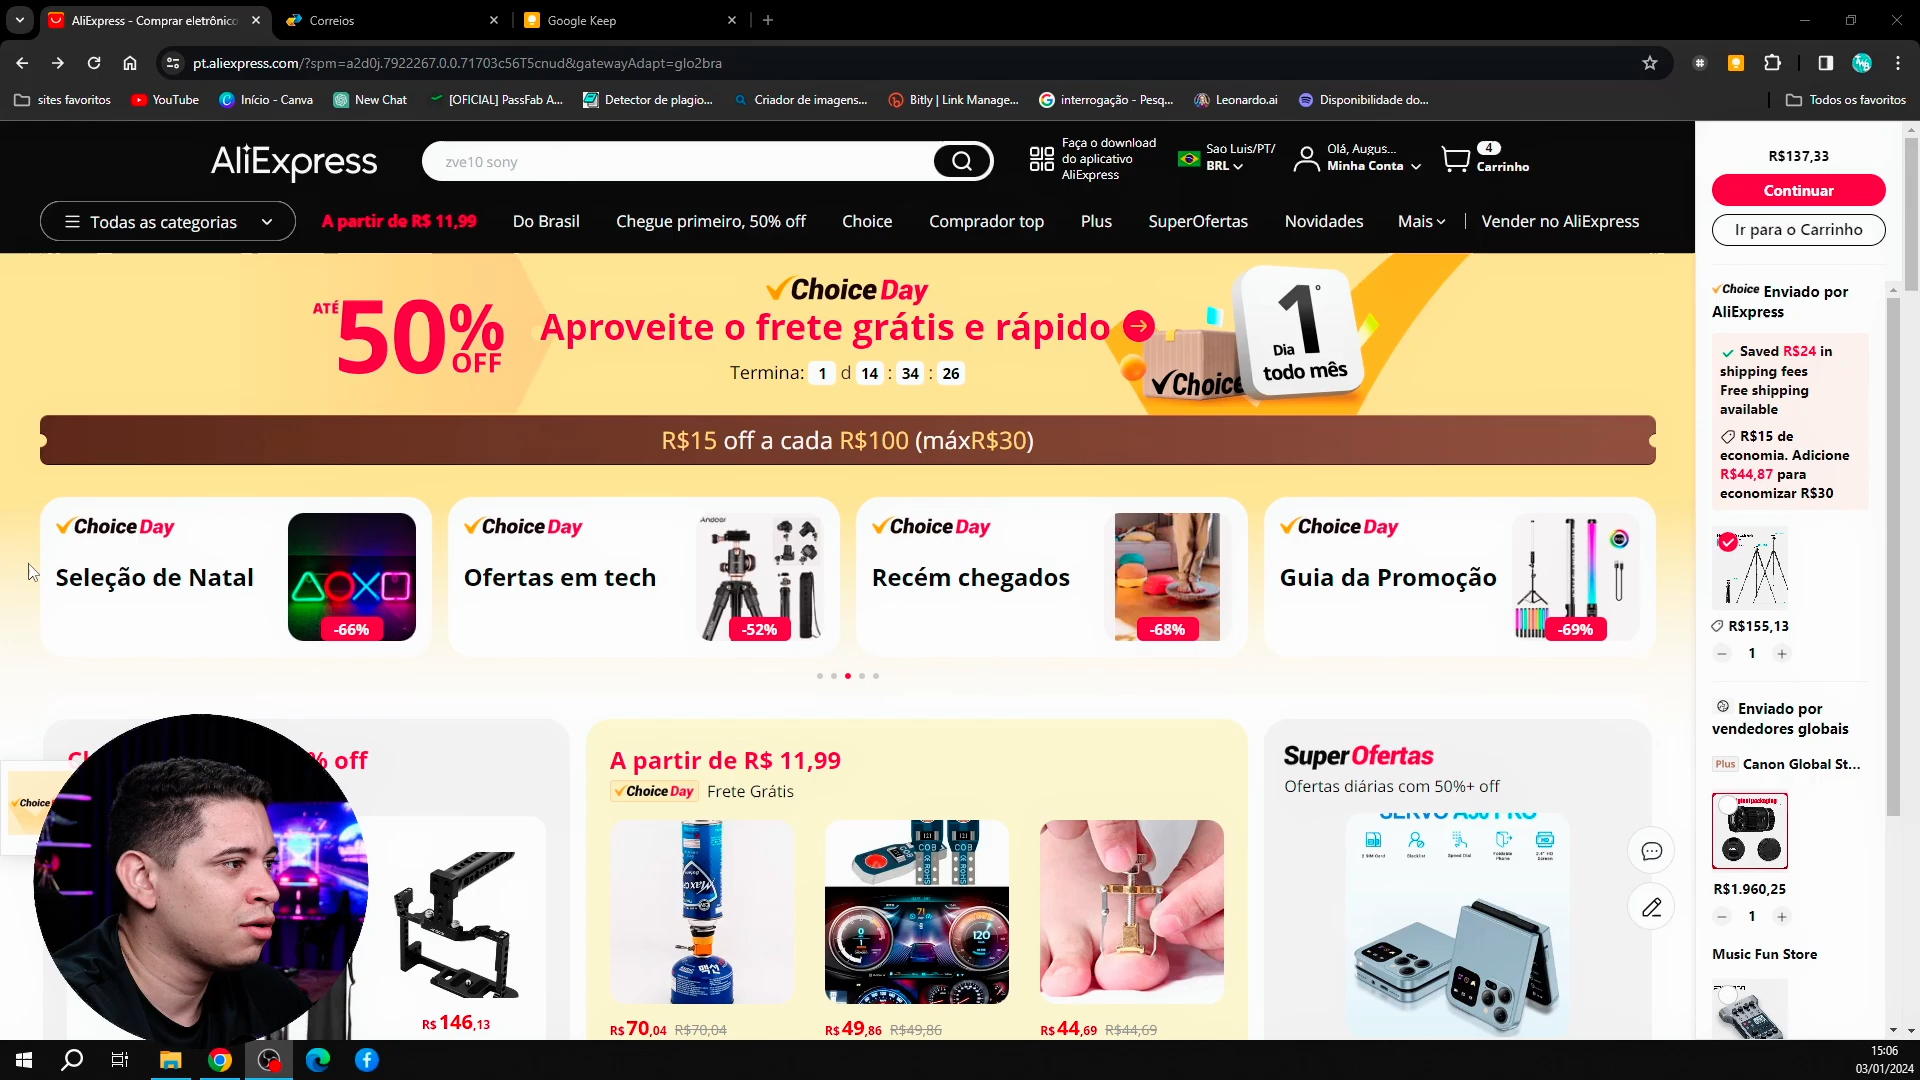 AliExpress - Comprar eletrônico
Correios
Google Keep
pt.aliexpress.com/?spm=a2d0j.7922267.0.0.71703c56T5cnud&gatewayAdapt=glo2bra
sites favoritos
YouTube
Início - Canva
New Chat
[OFICIAL] PassFab A...
Detector de plagio...
Criador de imagens...
Bitly | Link Manage...
interrogação - Pesq...
Leonardo.ai
Disponibilidade do...
Todos os favoritos
AliExpress
zve10 sony
Faça o download
do aplicativo
AliExpress
Sao Luis/PT/
BRL
Olá, Augus...
Minha Conta
4
Carrinho
Todas as categorias
A partir de R$ 11,99
Do Brasil
Chegue primeiro, 50% off
Choice
Comprador top
Plus
SuperOfertas
Novidades
Mais
Vender no AliExpress
ATÉ
50%
OFF
Choice Day
Aproveite o frete grátis e rápido
Termina: 1 d 14 : 34 : 26
1º
Dia
todo mês
Choice
R$15 off a cada R$100 (máxR$30)
Choice Day
Seleção de Natal
-66%
Choice Day
Ofertas em tech
Andoer
-52%
Choice Day
Recém chegados
-68%
Choice Day
Guia da Promoção
-69%
% off
Choice
R$ 146,13
A partir de R$ 11,99
Choice Day Frete Grátis
R$ 70,04 R$70,04
COB
COB
R$ 49,86 R$49,86
R$ 44,69 R$44,69
Super Ofertas
Ofertas diárias com 50%+ off
R$137,33
Continuar
Ir para o Carrinho
Choice Enviado por
AliExpress
Saved R$24 in
shipping fees
Free shipping
available
R$15 de
economia. Adicione
R$44,87 para
economizar R$30
R$155,13
1
Enviado por
vendedores globais
Plus Canon Global St...
R$1.960,25
1
Music Fun Store
15:06
03/01/2024